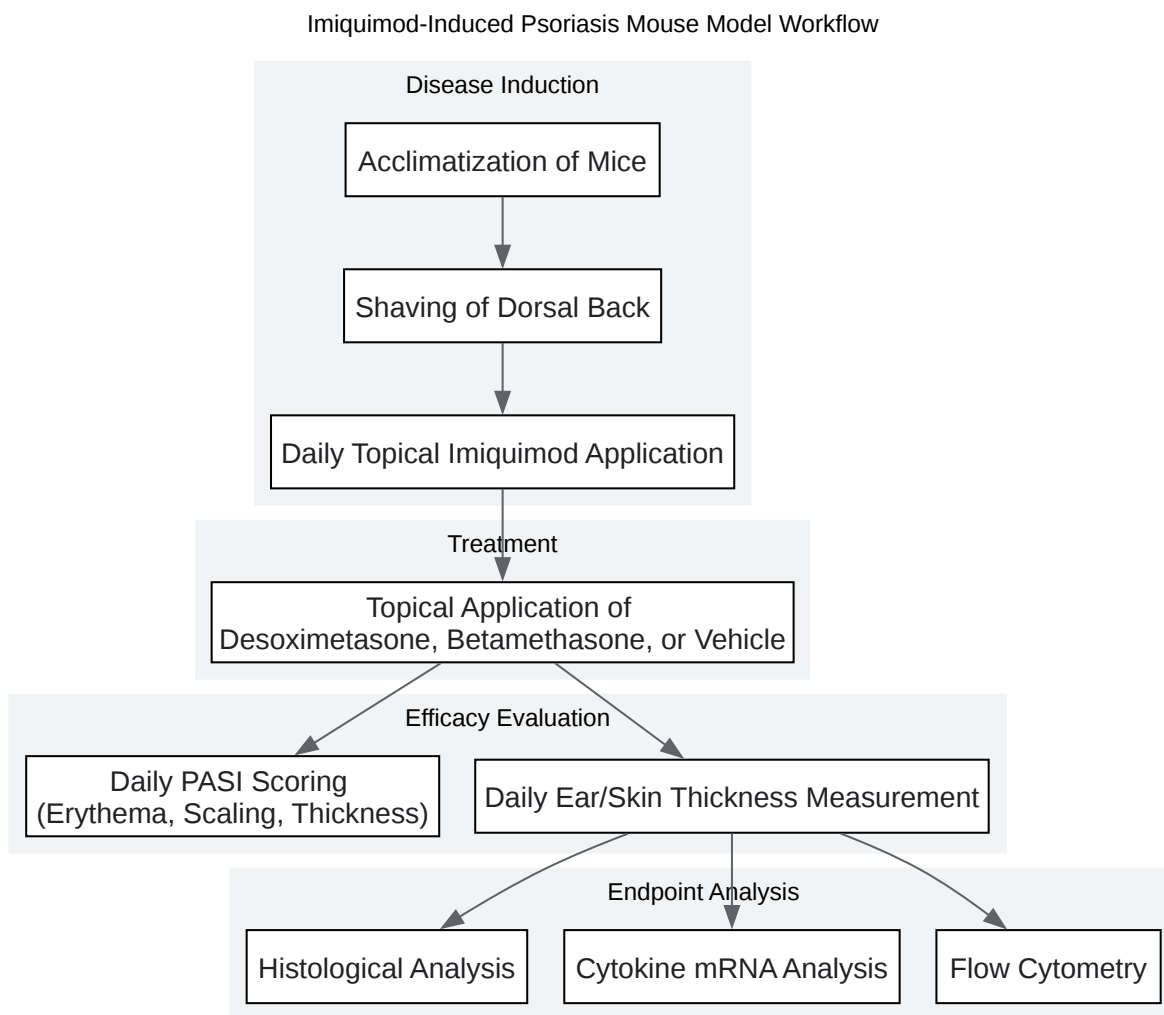 Imiquimod-Induced Psoriasis Mouse Model Workflow
Disease Induction
Acclimatization of Mice
Shaving of Dorsal Back
Daily Topical Imiquimod Application
Treatment
Topical Application of
Desoximetasone, Betamethasone, or Vehicle
Efficacy Evaluation
Daily PASI Scoring
(Erythema, Scaling, Thickness)
Daily Ear/Skin Thickness Measurement
Endpoint Analysis
Histological Analysis
Cytokine mRNA Analysis
Flow Cytometry